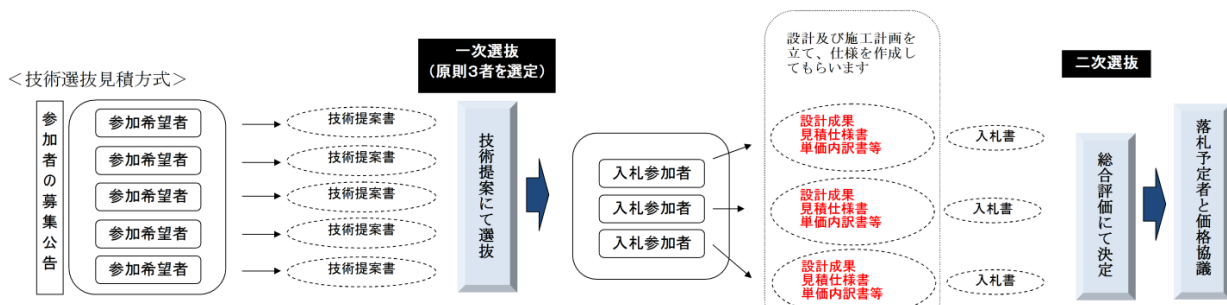 ＜技術選抜見積方式＞
参加者の募集公告
参加希望者
参加希望者
参加希望者
参加希望者
参加希望者
技術提案書
技術提案書
技術提案書
技術提案書
技術提案書
一次選抜
（原則３者を選定）
技術提案にて選抜
入札参加者
入札参加者
入札参加者
設計及び施工計画を
立て、仕様を作成し
てもらいます
設計成果
見積仕様書
単価内訳書等
設計成果
見積仕様書
単価内訳書等
設計成果
見積仕様書
単価内訳書等
入札書
入札書
入札書
二次選抜
総合評価にて決定
落札予定者と価格協議